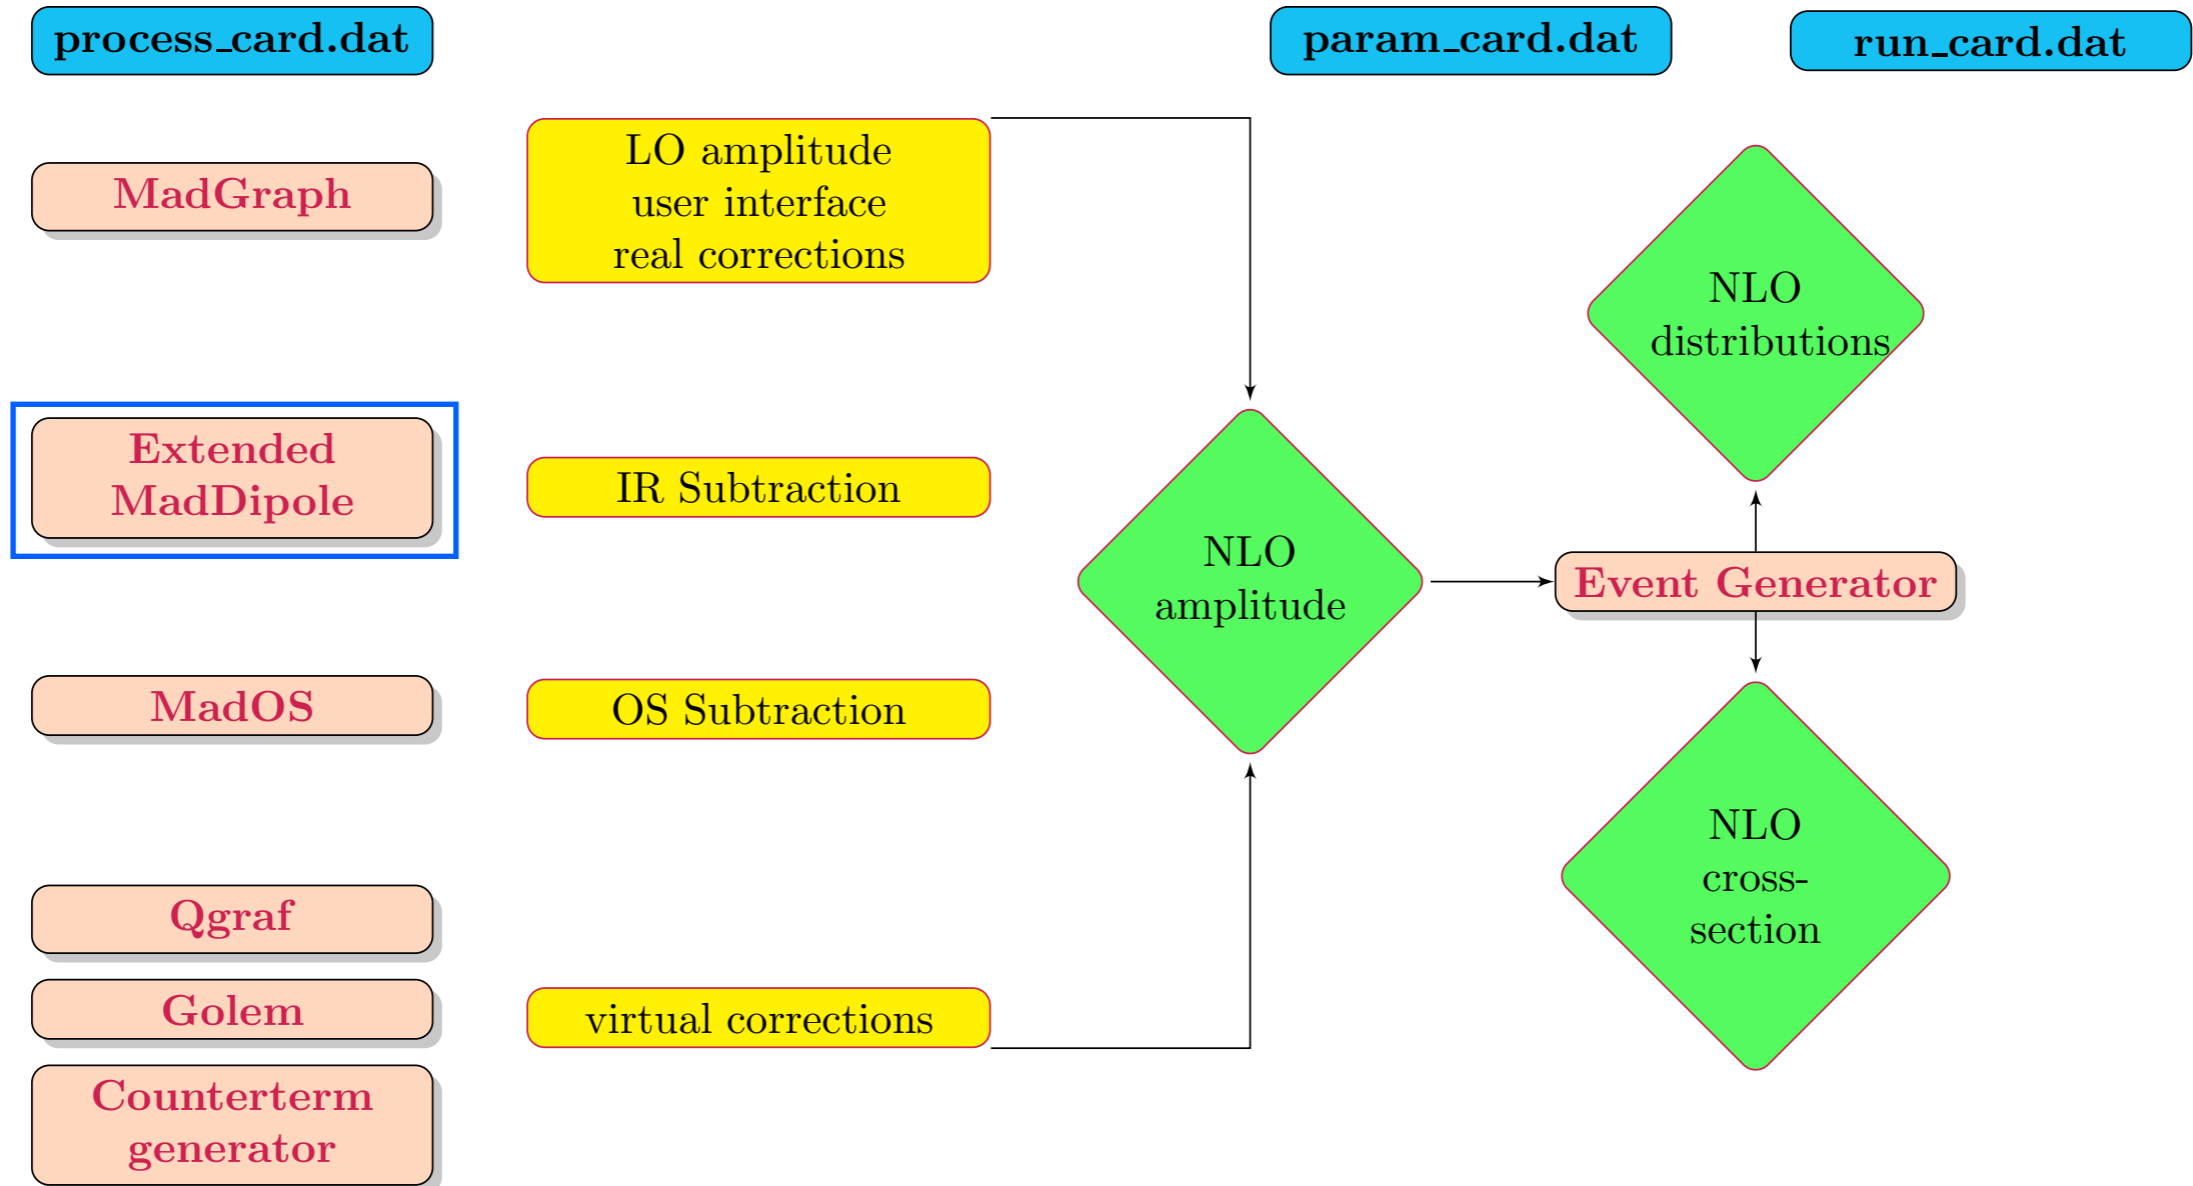 process_card.dat
param_card.dat
run_card.dat
MadGraph
LO amplitude
user interface
real corrections
NLO
distributions
Extended
MadDipole
IR Subtraction
NLO
amplitude
Event Generator
MadOS
OS Subtraction
NLO
cross-
section
Qgraf
Golem
virtual corrections
Counterterm
generator